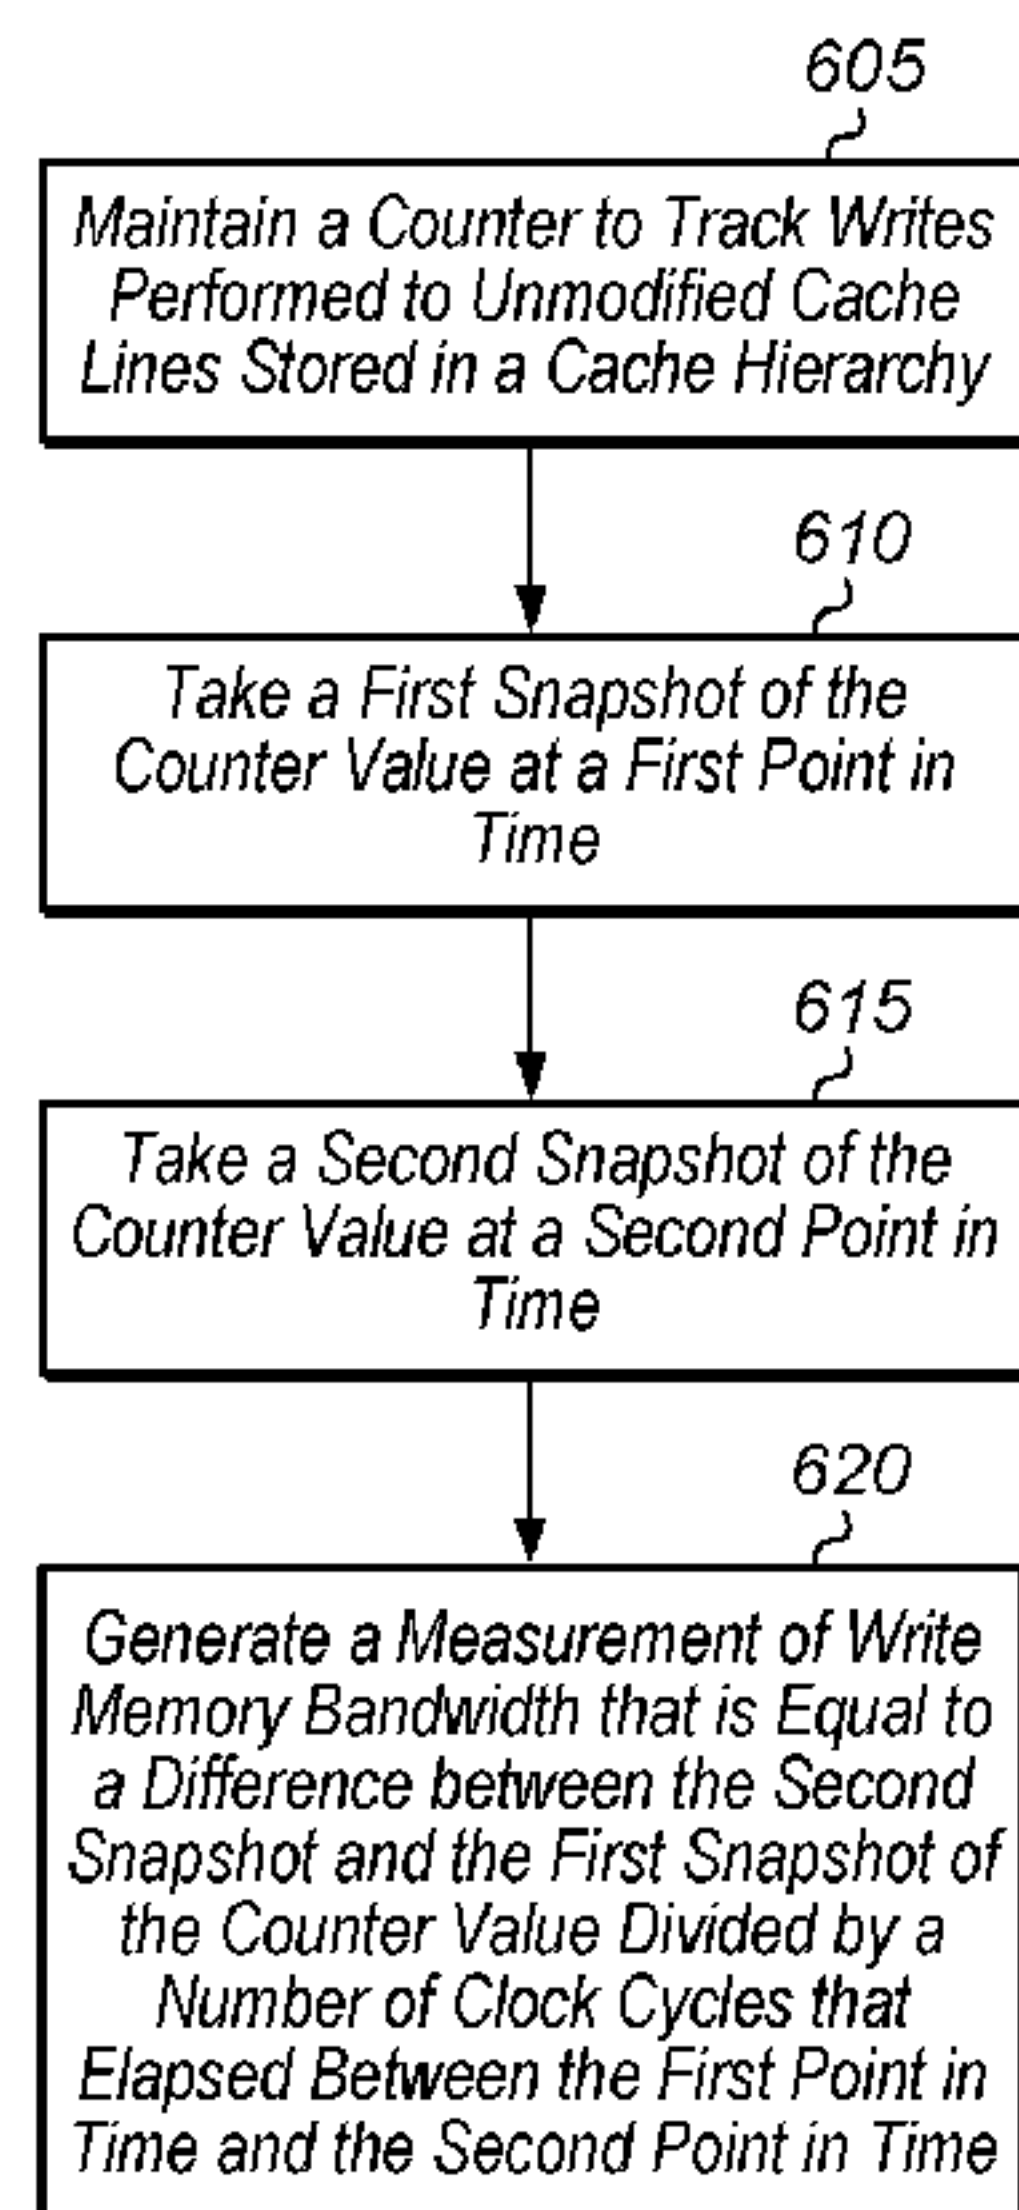 605
Maintain a Counter to Track Writes
Performed to Unmodified Cache
Lines Stored in a Cache Hierarchy
610
Take a First Snapshot of the
Counter Value at a First Point in
Time
615
Take a Second Snapshot of the
Counter Value at a Second Point in
Time
620
Generate a Measurement of Write
Memory Bandwidth that is Equal to
a Difference between the Second
Snapshot and the First Snapshot of
the Counter Value Divided by a
Number of Clock Cycles that
Elapsed Between the First Point in
Time and the Second Point in Time